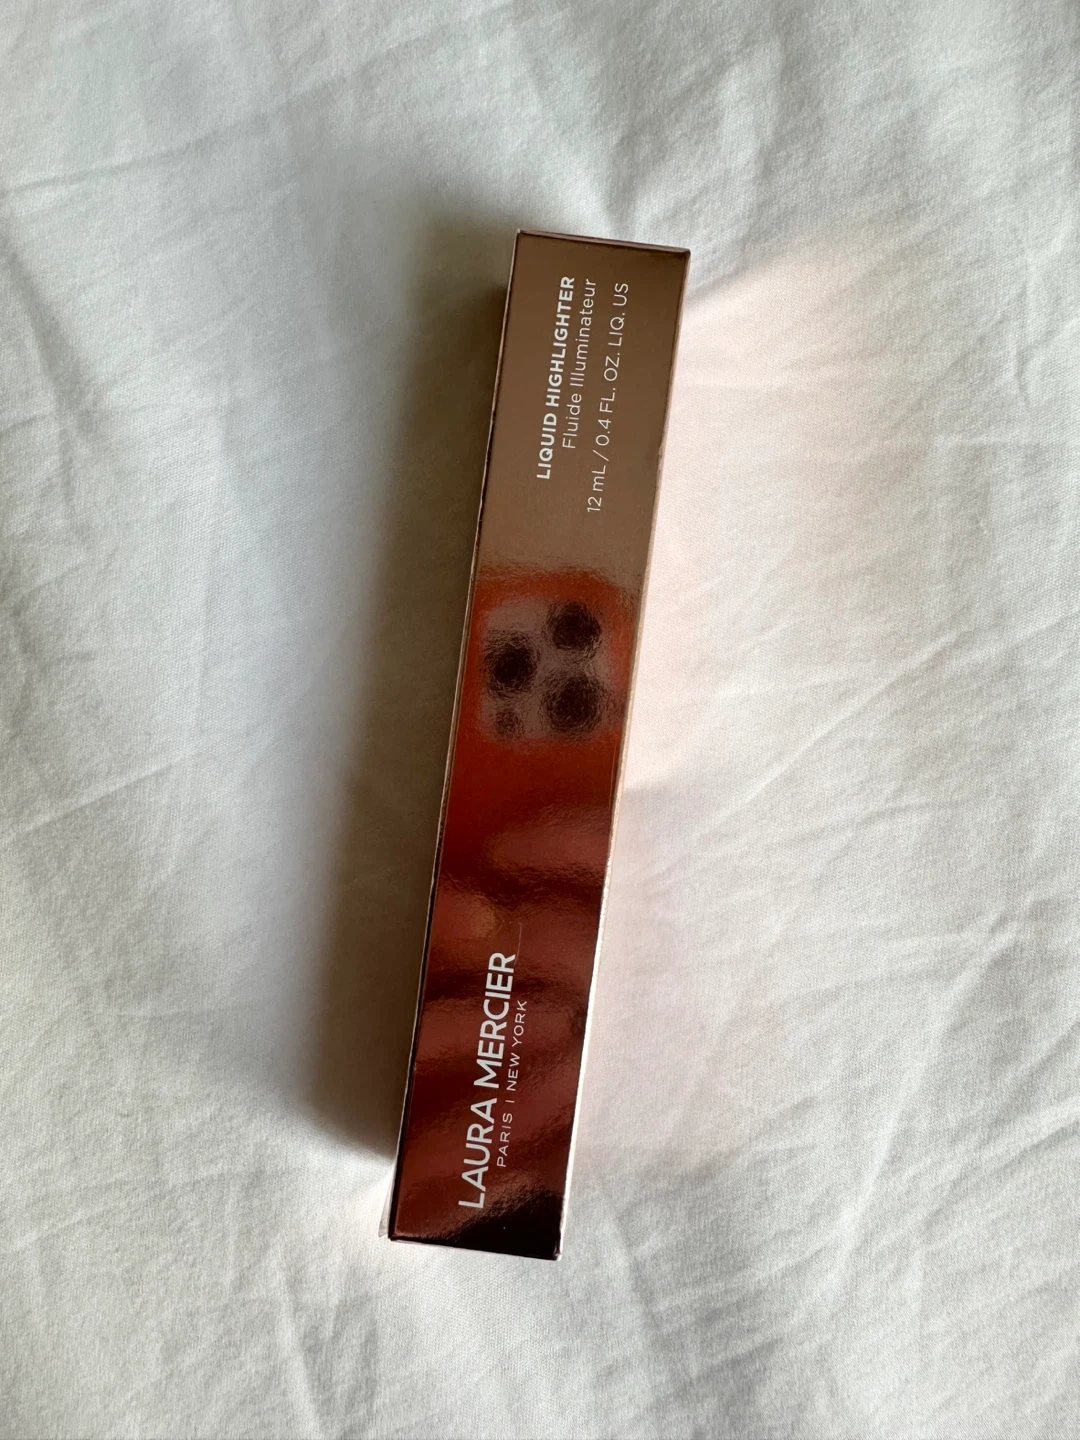 LAURA MERCIER
PARIS | NEW YORK
LIQUID HIGHLIGHTER
Fluide Illuminateur
12 mL / 0.4 FL. OZ. LIQ. US